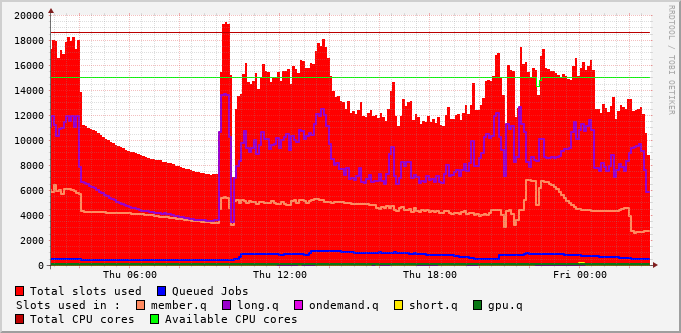 20000
18000
16000
14000
12000
10000
8000
6000
4000
2000
0
Thu 06:00 Thu 12:00 Thu 18:00 Fri 00:00
RRDTOOL / TOBI OETIKER
Total slots used Queued Jobs
Slots used in : member.q long.q ondemand.q short.q gpu.q
Total CPU cores Available CPU cores